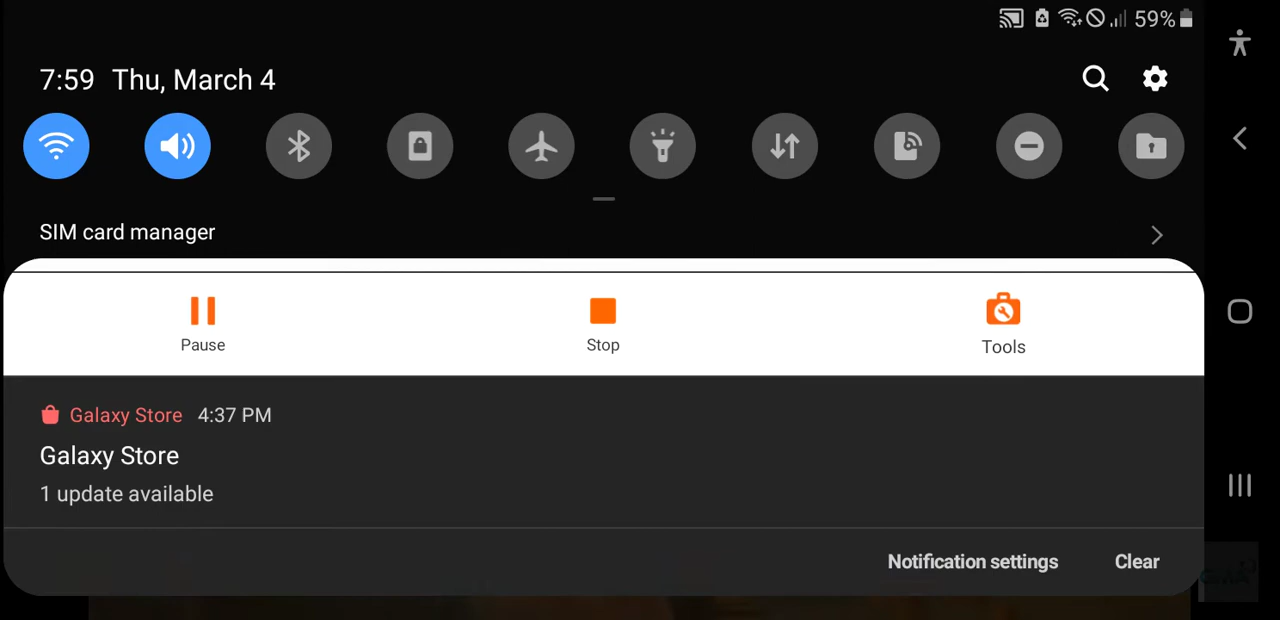 59%
7:59 Thu, March 4
SIM card manager
Pause
Stop
Tools
Galaxy Store 4:37 PM
Galaxy Store
1 update available
Notification settings
Clear